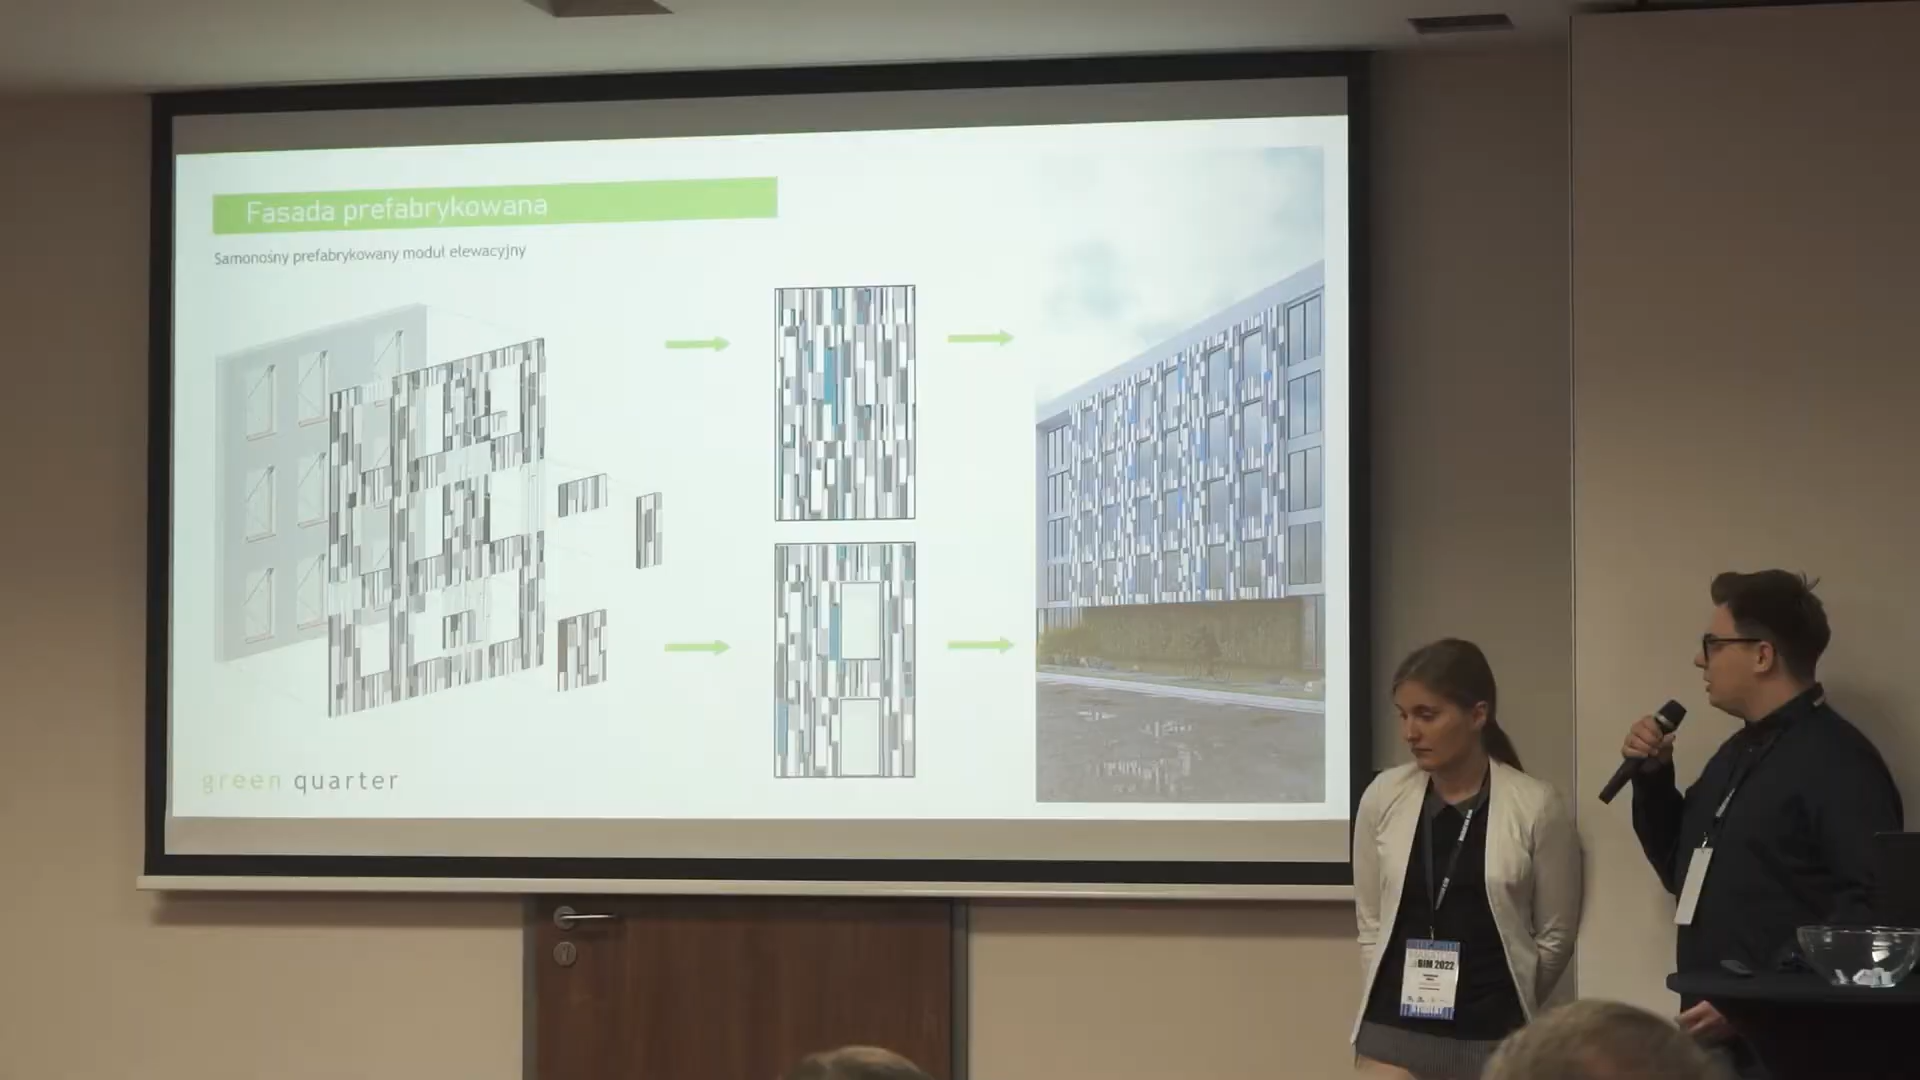 Fasada prefabrykowana
Samonośny prefabrykowany moduł elewacyjny
green quarter
BIM 2022